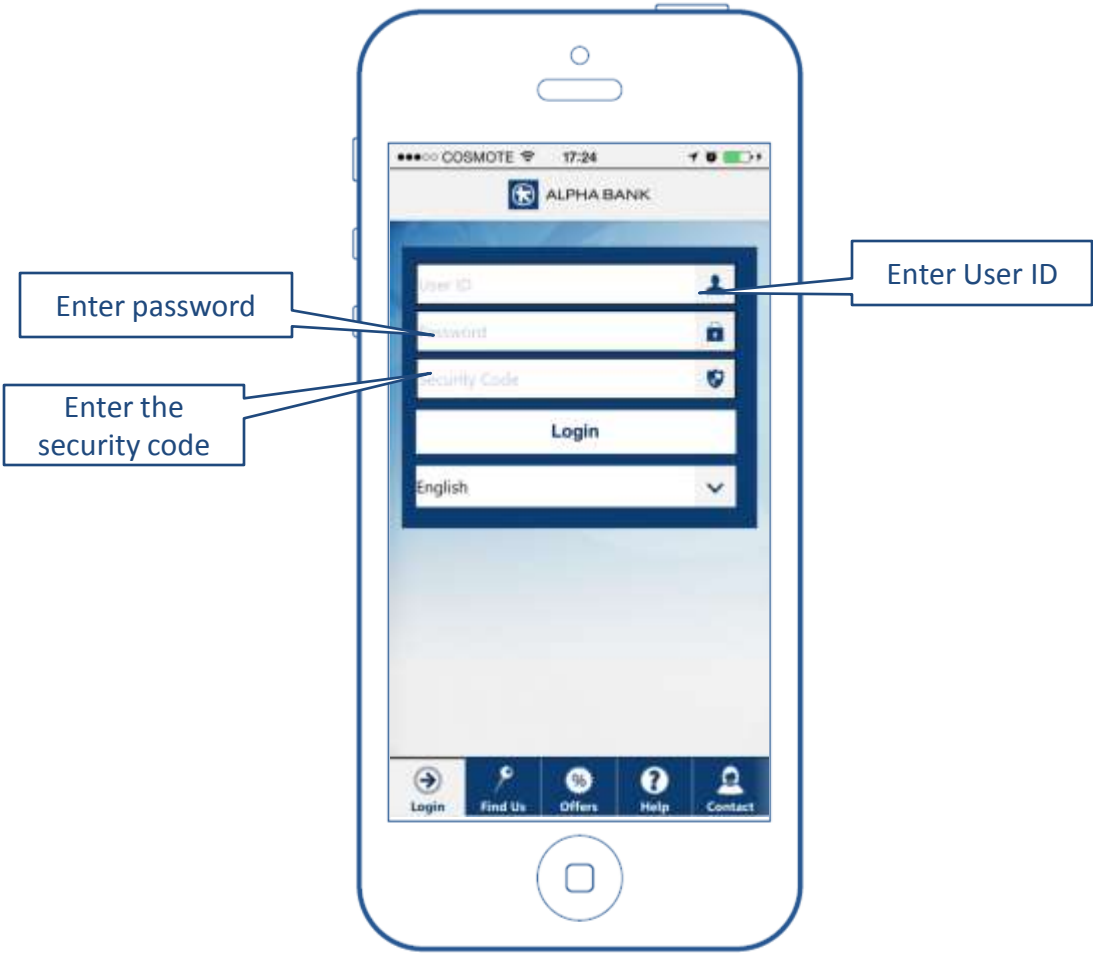 COSMOTE 17:24
ALPHA BANK
User ID
Enter User ID
Enter password
Password
Security Code
Enter the
security code
Login
English
%
?
Login Find Us Offers Help Contact